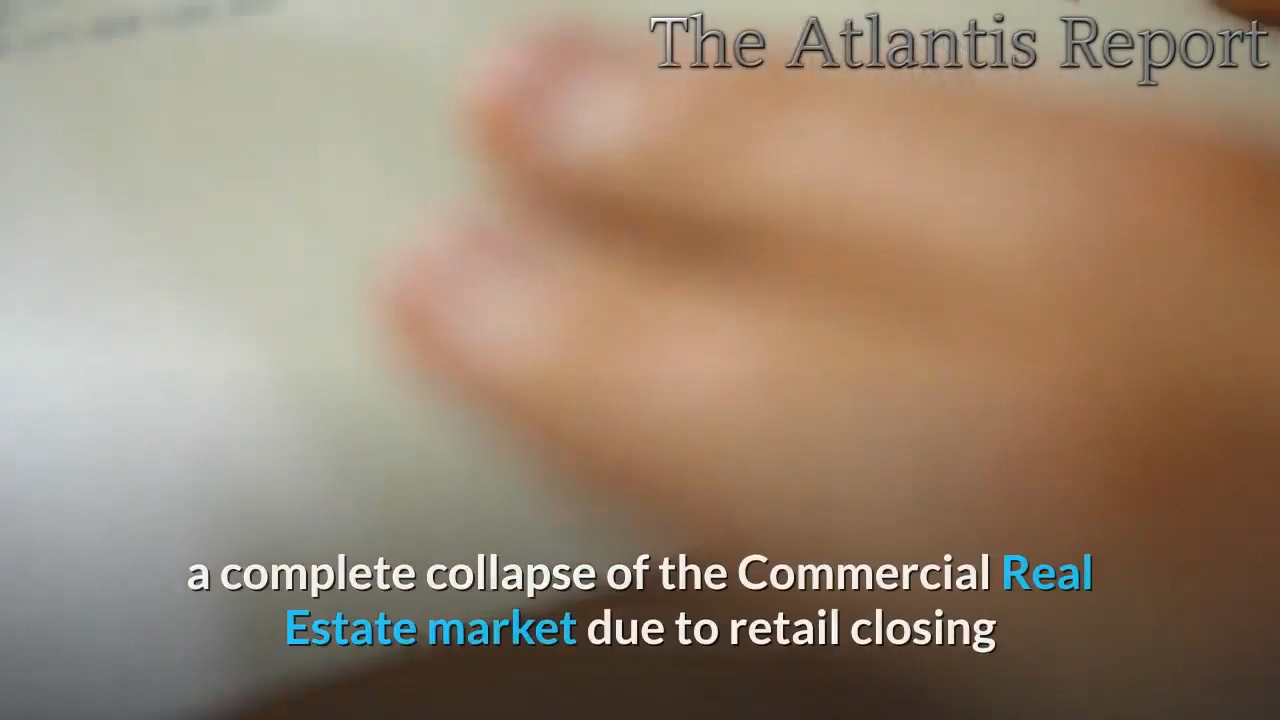 The Atlantis Report
a complete collapse of the Commercial Real
Estate market due to retail closing